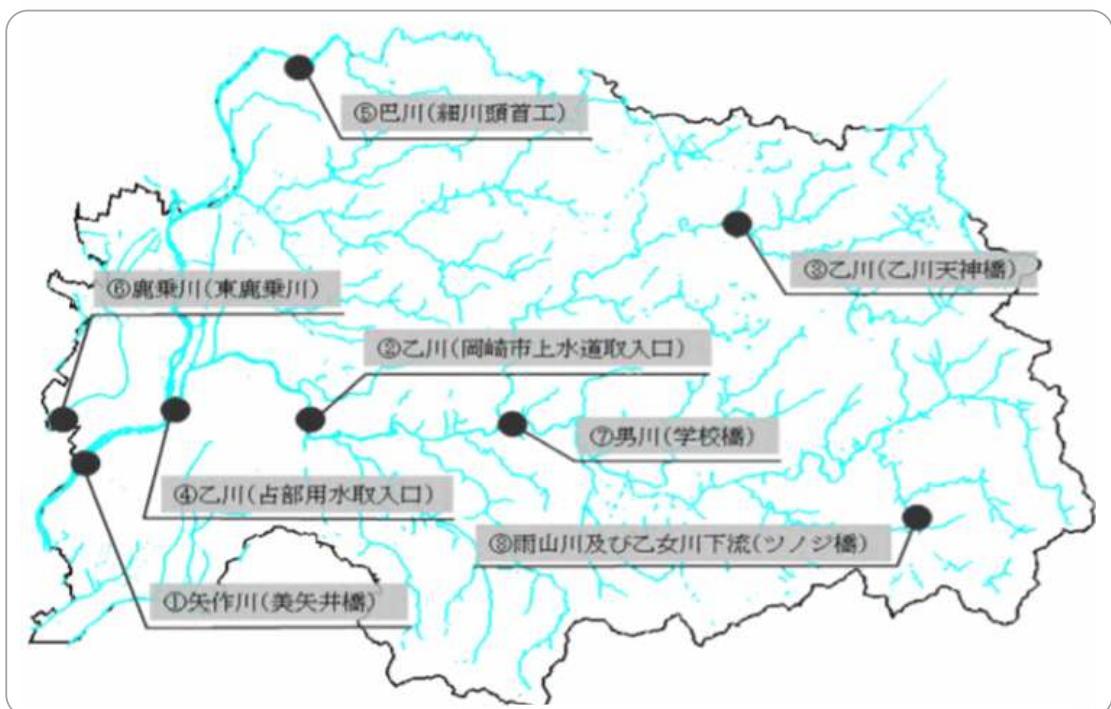 ⑤巴川(細川頭首工)
③乙川(乙川天神橋)
⑥鹿乗川(東鹿乗川)
②乙川(岡崎市上水道取入口)
⑦男川(学校橋)
④乙川(占部用水取入口)
⑧雨山川及び乙女川下流(ツノジ橋)
①矢作川(美矢井橋)